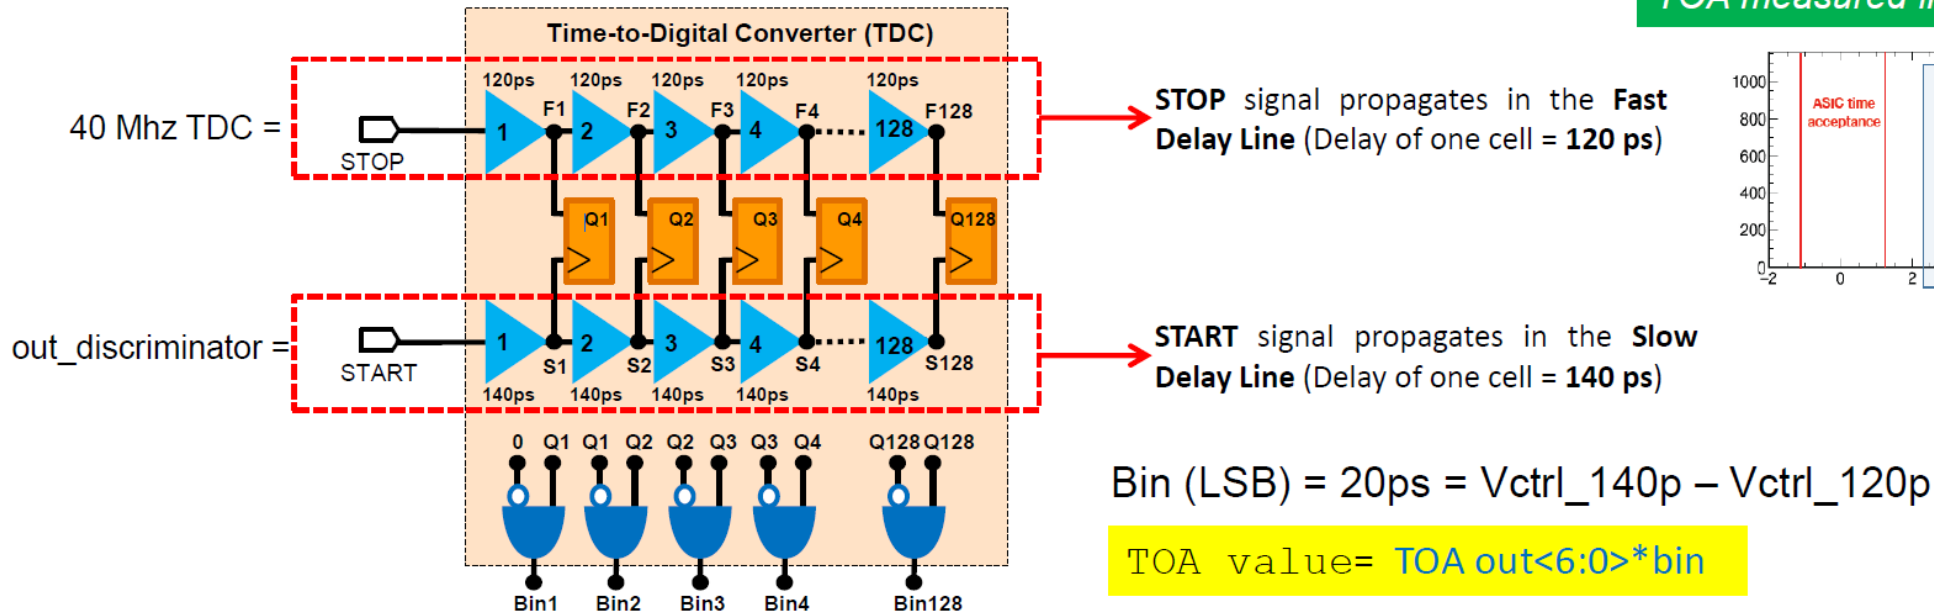 TOA measured i
Time-to-Digital Converter (TDC)
120ps 120ps 120ps 120ps 120ps
F1 F2 F3 F4 F128
40 Mhz TDC =
1 2 3 4 128
STOP
STOP signal propagates in the Fast
Delay Line (Delay of one cell = 120 ps)
1000
800
600
400
200
0
-2 0 2
ASIC time
acceptance
Q1 Q2 Q3 Q4 Q128
out_discriminator =
1 2 3 4 128
START
S1 S2 S3 S4 S128
140ps 140ps 140ps 140ps 140ps
START signal propagates in the Slow
Delay Line (Delay of one cell = 140 ps)
0 Q1 Q1 Q2 Q2 Q3 Q3 Q4 Q128 Q128
Bin1 Bin2 Bin3 Bin4 Bin128
Bin (LSB) = 20ps = Vctrl_140p – Vctrl_120p
TOA value= TOA out<6:0>*bin